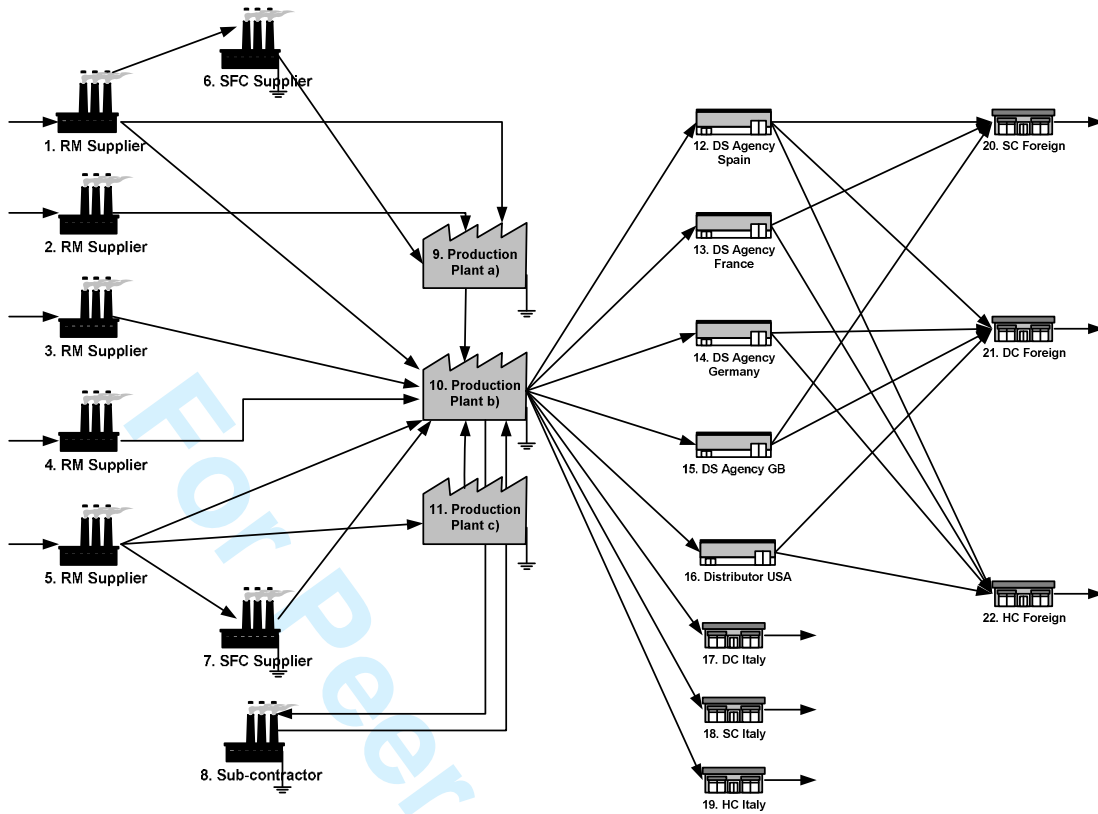 6. SFC Supplier
1. RM Supplier
2. RM Supplier
3. RM Supplier
4. RM Supplier
5. RM Supplier
7. SFC Supplier
8. Sub-contractor
9. Production
Plant a)
10. Production
Plant b)
11. Production
Plant c)
12. DS Agency
Spain
13. DS Agency
France
14. DS Agency
Germany
15. DS Agency GB
16. Distributor USA
17. DC Italy
18. SC Italy
19. HC Italy
20. SC Foreign
21. DC Foreign
22. HC Foreign
For Peer